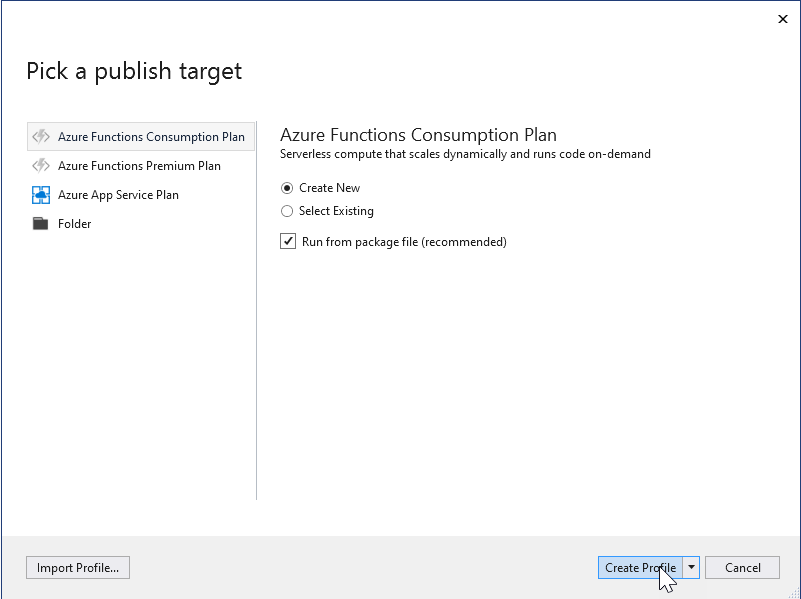 Pick a publish target
Azure Functions Consumption Plan
Azure Functions Premium Plan
Azure App Service Plan
Folder
Azure Functions Consumption Plan
Serverless compute that scales dynamically and runs code on-demand
Create New
Select Existing
Run from package file (recommended)
Import Profile...
Create Profile
Cancel